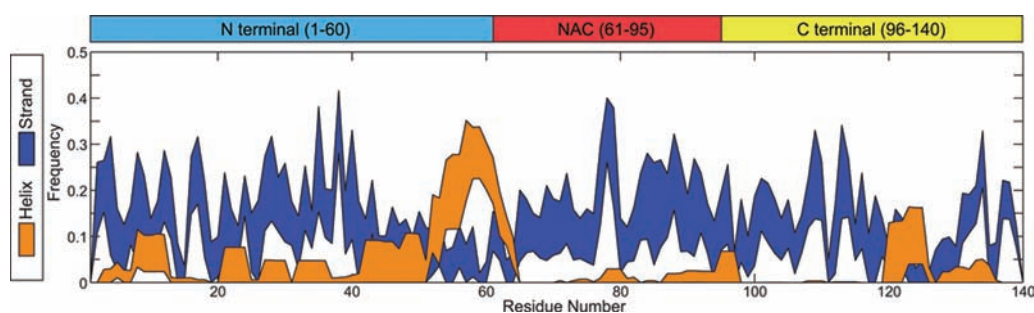 N terminal (1-60) NAC (61-95) C terminal (96-140)
Helix Strand
Frequency
0.5
0.4
0.3
0.2
0.1
0
20 40 60 80 100 120 140
Residue Number